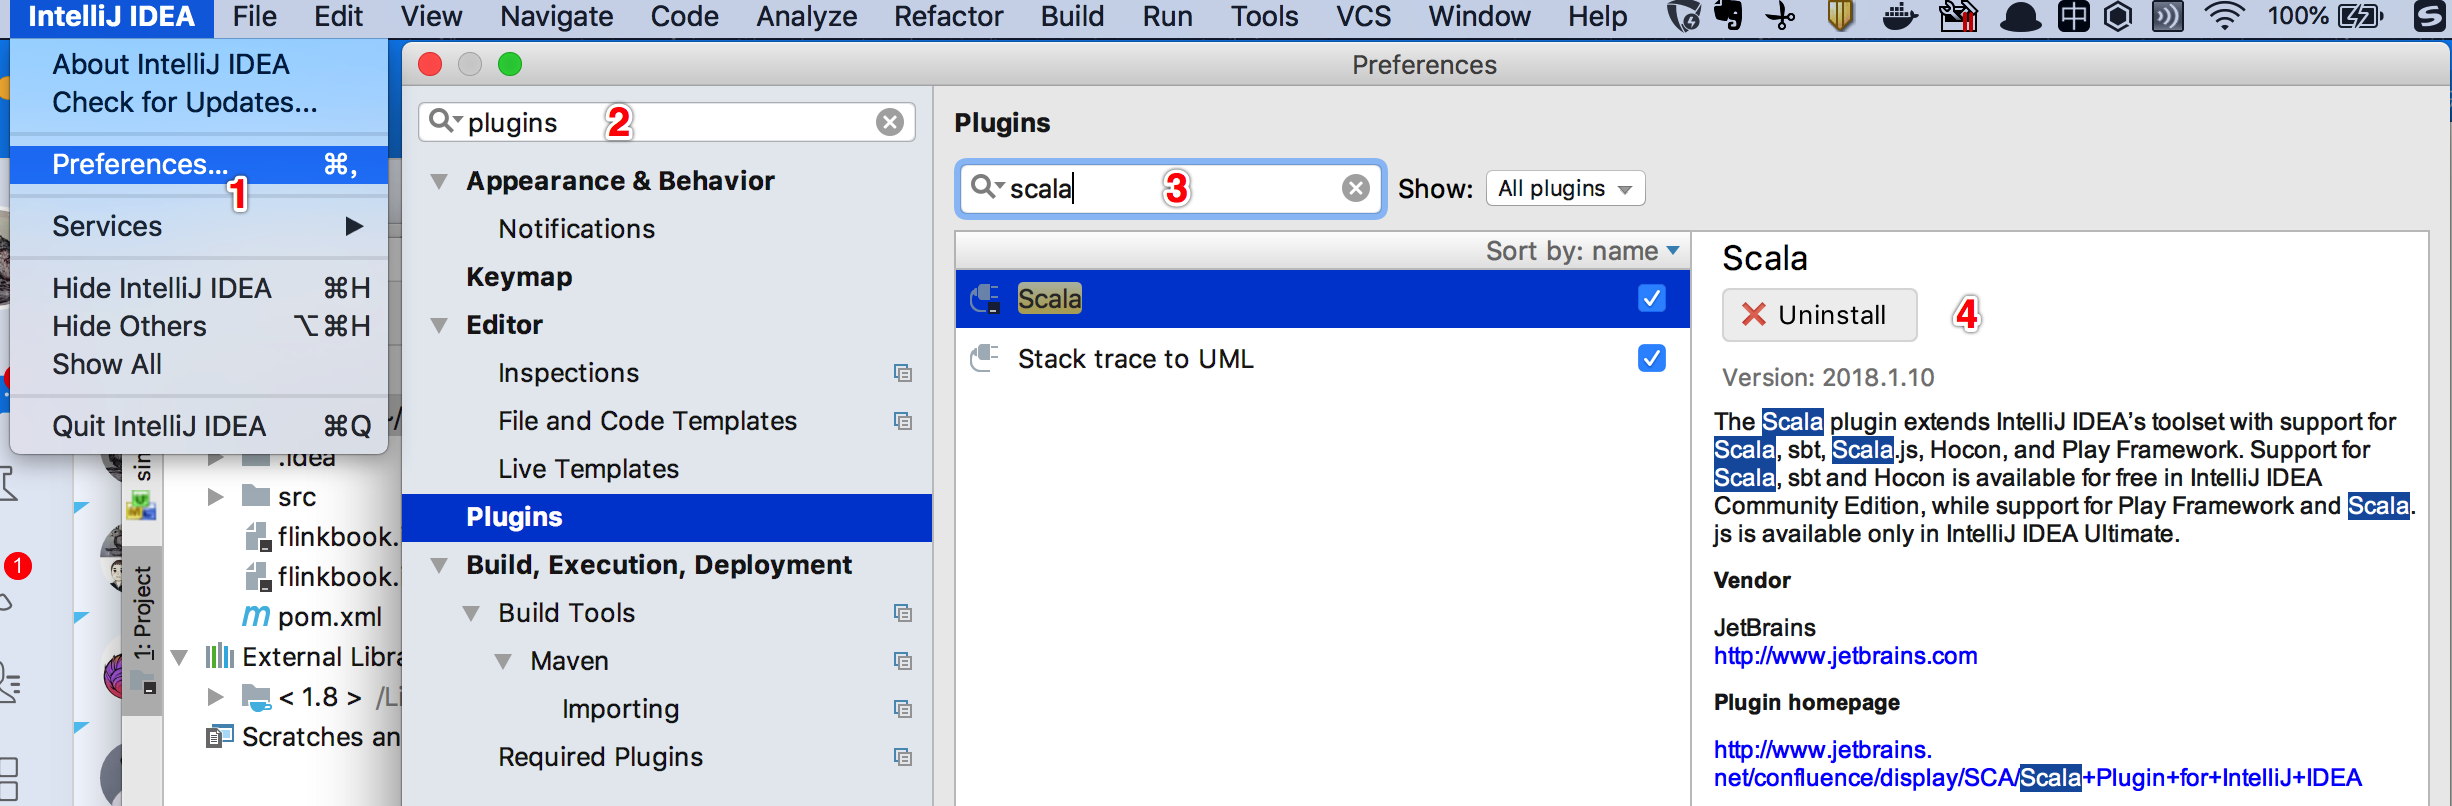 IntelliJ IDEA File Edit View Navigate Code Analyze Refactor Build Run Tools VCS Window Help 中 100%
About IntelliJ IDEA
Check for Updates...
Preferences... ⌘,
1
Services
Hide IntelliJ IDEA ⌘H
Hide Others ⌥⌘H
Show All
Quit IntelliJ IDEA ⌘Q
.idea
src
flinkbook.
flinkbook.
m pom.xml
External Libra
< 1.8 > /Li
Scratches an
1: Project
sin
1
Preferences
plugins 2
Appearance & Behavior
Notifications
Keymap
Editor
Inspections
File and Code Templates
Live Templates
Plugins
Build, Execution, Deployment
Build Tools
Maven
Importing
Required Plugins
Plugins
scala 3 Show: All plugins
Sort by: name
Scala
Stack trace to UML
Scala
Uninstall 4
Version: 2018.1.10
The Scala plugin extends IntelliJ IDEA's toolset with support for
Scala, sbt, Scala.js, Hocon, and Play Framework. Support for
Scala, sbt and Hocon is available for free in IntelliJ IDEA
Community Edition, while support for Play Framework and Scala.
js is available only in IntelliJ IDEA Ultimate.
Vendor
JetBrains
http://www.jetbrains.com
Plugin homepage
http://www.jetbrains.
net/confluence/display/SCA/Scala+Plugin+for+IntelliJ+IDEA